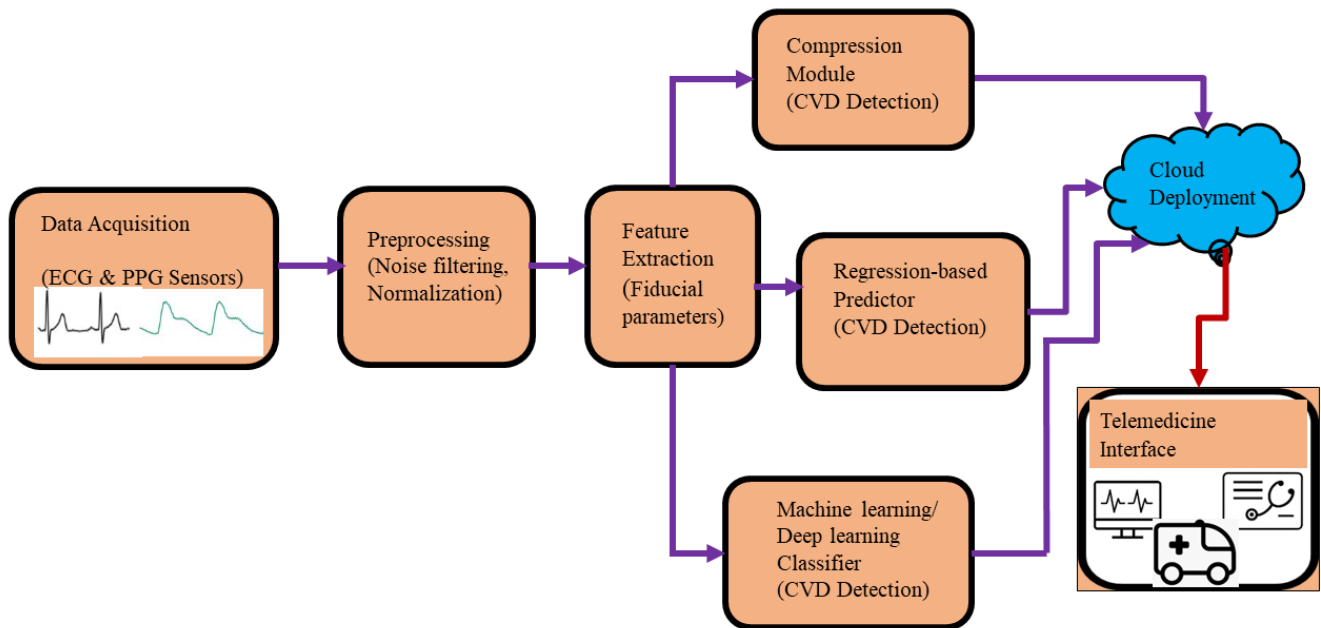 Data Acquisition
(ECG & PPG Sensors)
Preprocessing
(Noise filtering,
Normalization)
Feature
Extraction
(Fiducial
parameters)
Compression
Module
(CVD Detection)
Regression-based
Predictor
(CVD Detection)
Machine learning/
Deep learning
Classifier
(CVD Detection)
Cloud
Deployment
Telemedicine
Interface